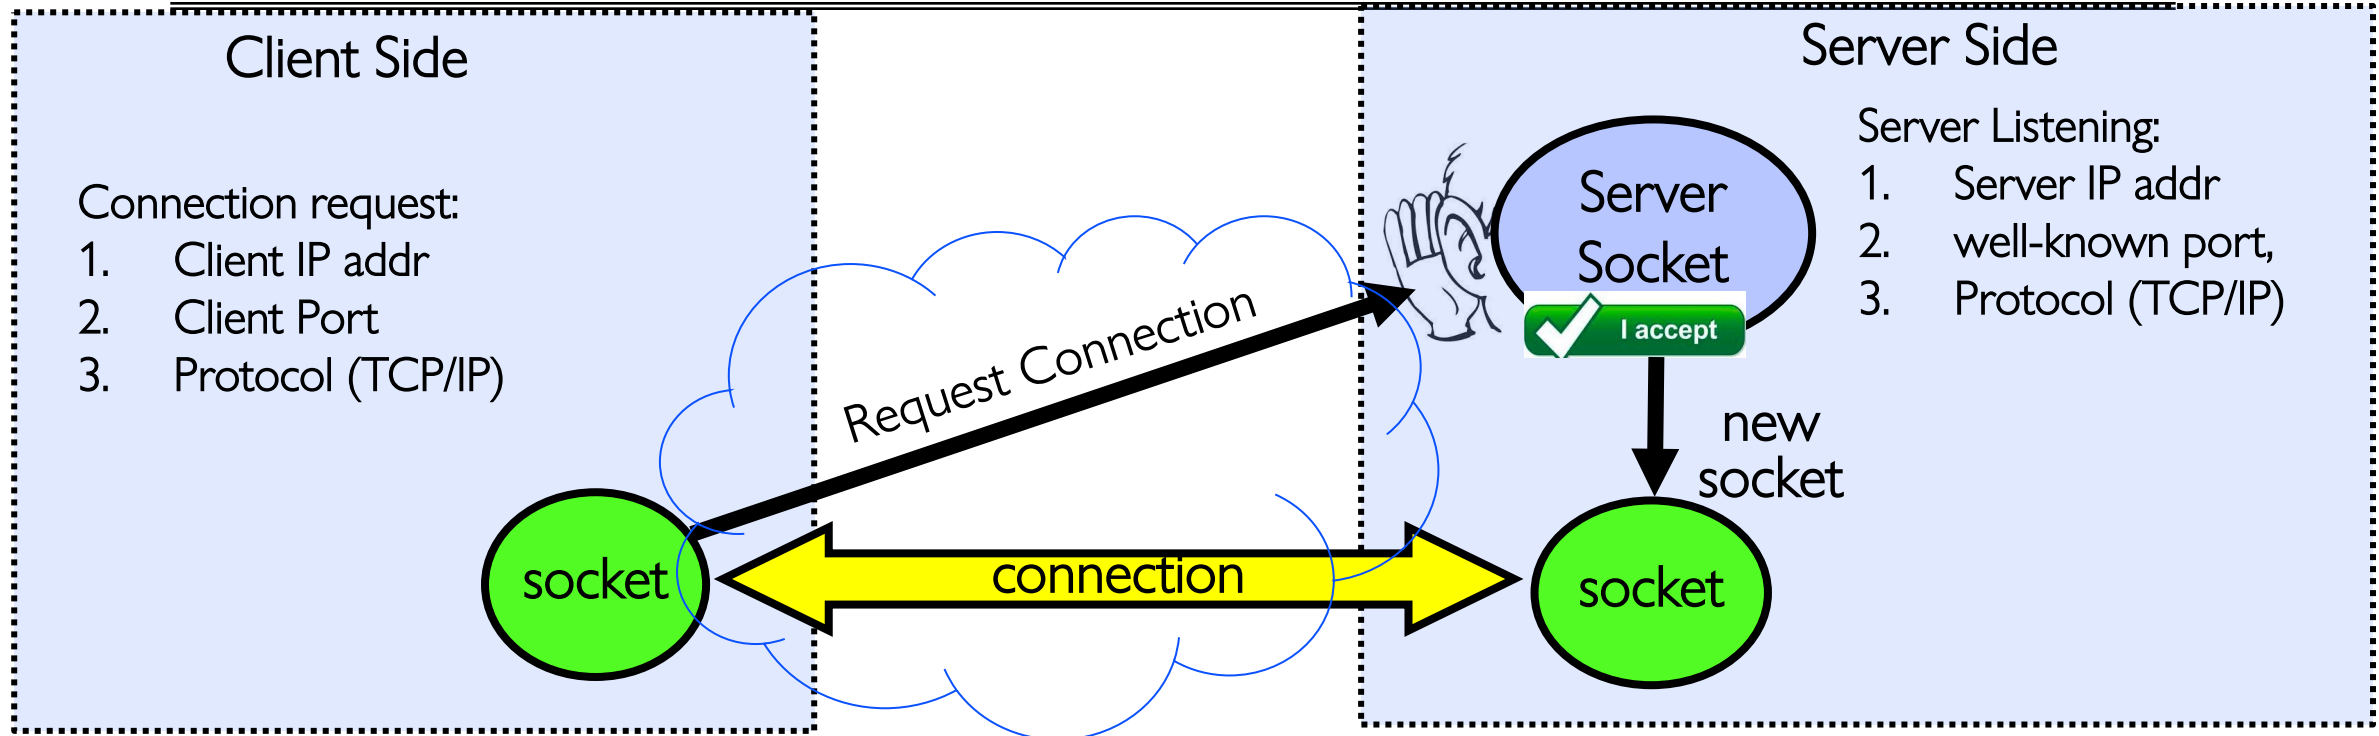 Client Side
Connection request:
1. Client IP addr
2. Client Port
3. Protocol (TCP/IP)
socket
Request Connection
connection
Server Side
Server Socket
I accept
Server Listening:
1. Server IP addr
2. well-known port,
3. Protocol (TCP/IP)
new
socket
socket